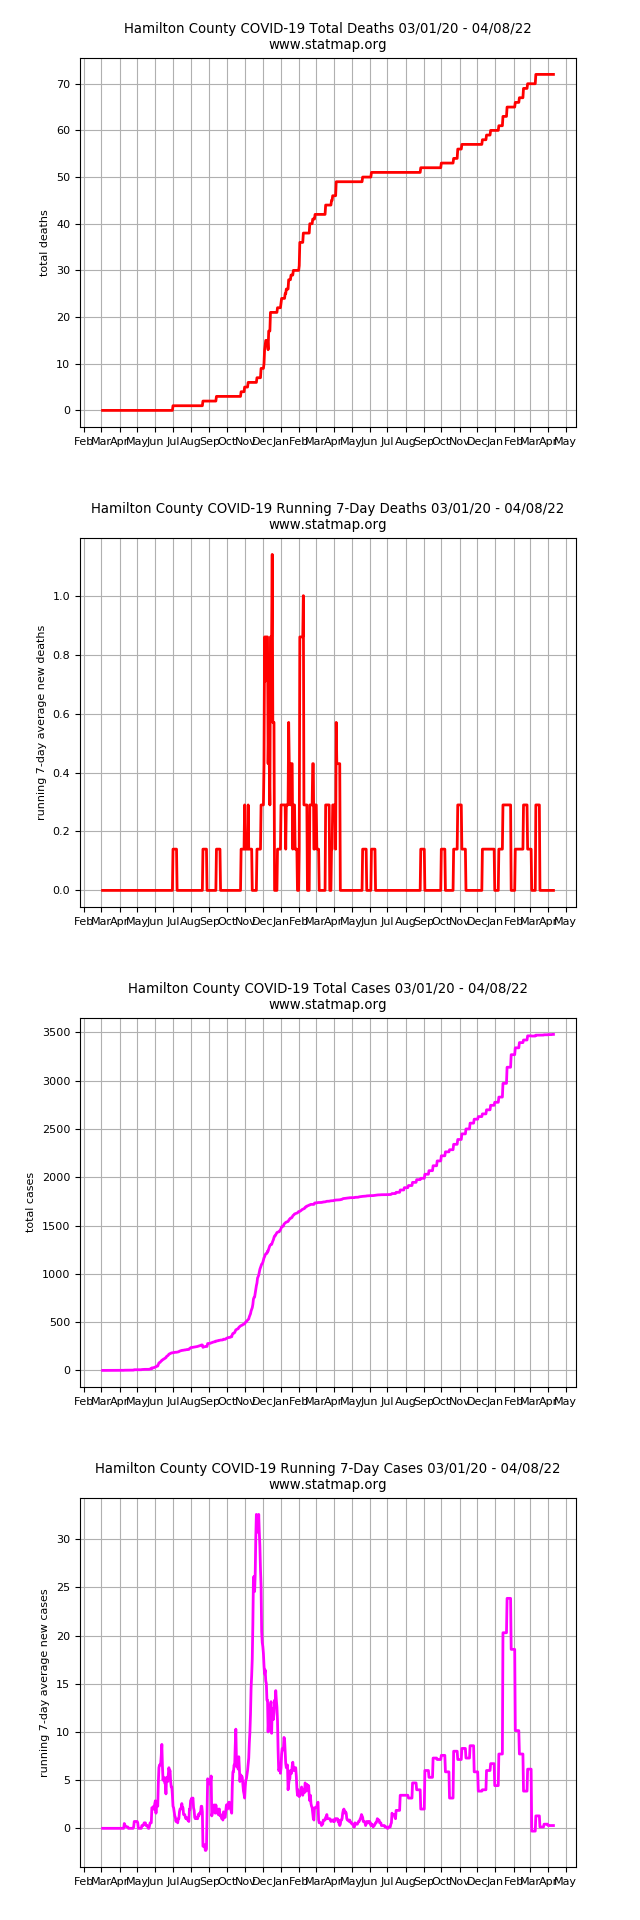 Hamilton County COVID-19 Total Deaths 03/01/20 - 04/08/22
www.statmap.org
total deaths
70
60
50
40
30
20
10
0
Feb Mar Apr May Jun Jul Aug Sep Oct Nov Dec Jan Feb Mar Apr May Jun Jul Aug Sep Oct Nov Dec Jan Feb Mar Apr May
Hamilton County COVID-19 Running 7-Day Deaths 03/01/20 - 04/08/22
www.statmap.org
running 7-day average new deaths
1.0
0.8
0.6
0.4
0.2
0.0
Feb Mar Apr May Jun Jul Aug Sep Oct Nov Dec Jan Feb Mar Apr May Jun Jul Aug Sep Oct Nov Dec Jan Feb Mar Apr May
Hamilton County COVID-19 Total Cases 03/01/20 - 04/08/22
www.statmap.org
total cases
3500
3000
2500
2000
1500
1000
500
0
Feb Mar Apr May Jun Jul Aug Sep Oct Nov Dec Jan Feb Mar Apr May Jun Jul Aug Sep Oct Nov Dec Jan Feb Mar Apr May
Hamilton County COVID-19 Running 7-Day Cases 03/01/20 - 04/08/22
www.statmap.org
running 7-day average new cases
30
25
20
15
10
5
0
Feb Mar Apr May Jun Jul Aug Sep Oct Nov Dec Jan Feb Mar Apr May Jun Jul Aug Sep Oct Nov Dec Jan Feb Mar Apr May